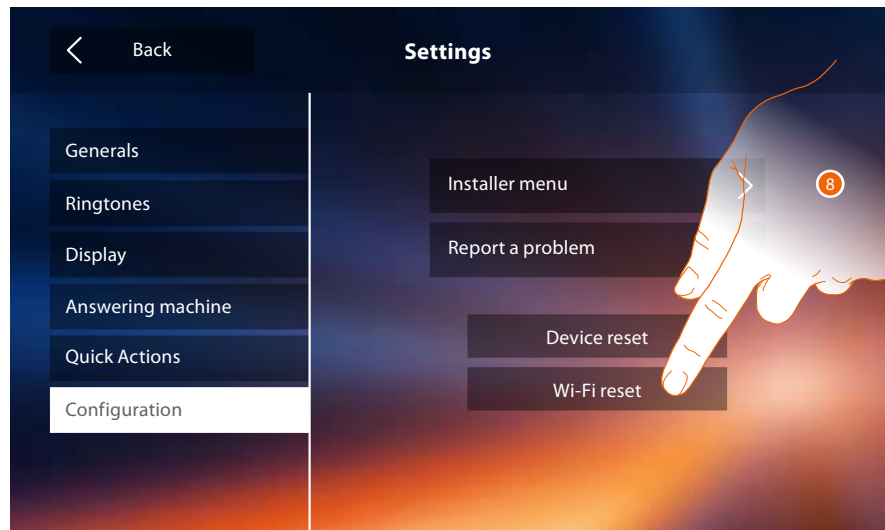 Back
Settings
Generals
Ringtones
Display
Answering machine
Quick Actions
Configuration
Installer menu
8
Report a problem
Device reset
Wi-Fi reset